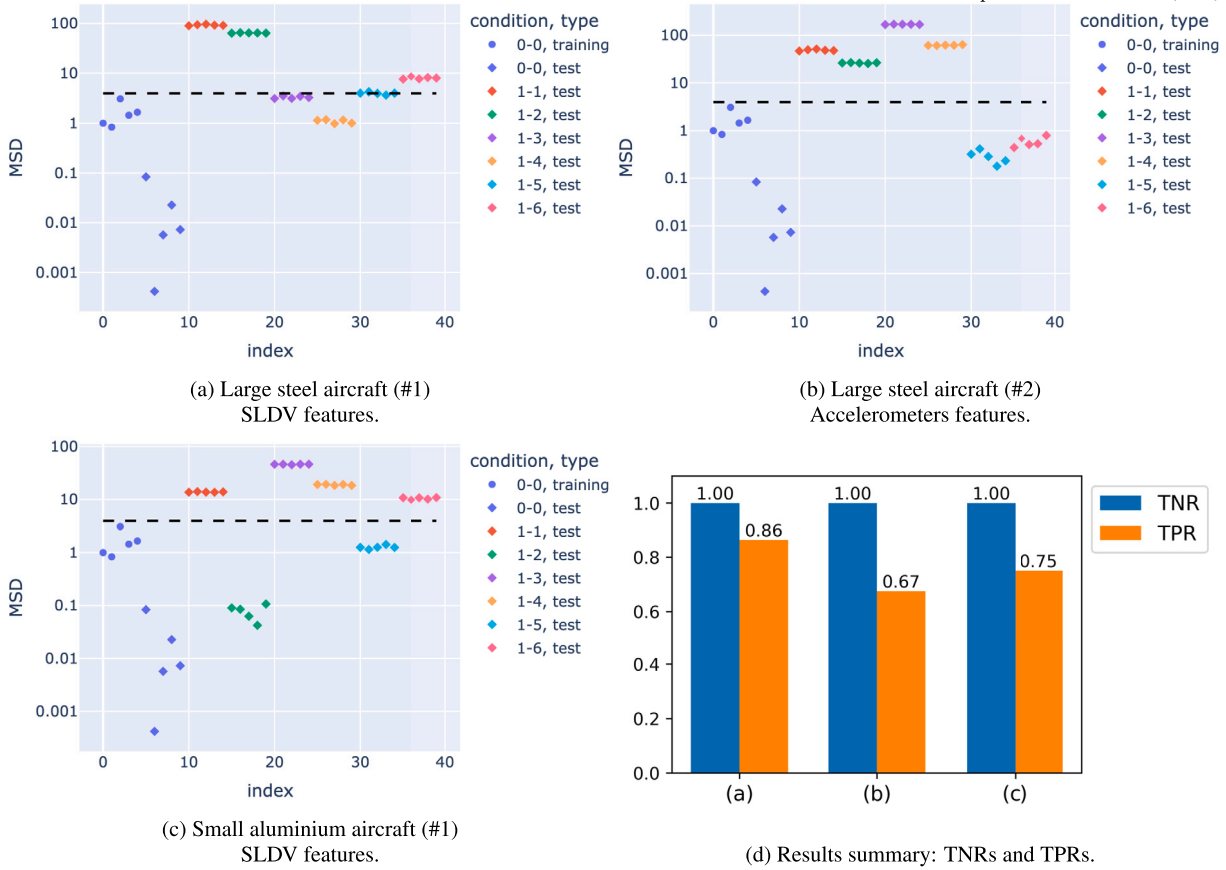 100
10
1
0.1
0.01
0.001
MSD
0
10
20
30
40
index
condition, type
0-0, training
0-0, test
1-1, test
1-2, test
1-3, test
1-4, test
1-5, test
1-6, test
(a) Large steel aircraft (#1)
SLDV features.
100
10
1
0.1
0.01
0.001
MSD
0
10
20
30
40
index
condition, type
0-0, training
0-0, test
1-1, test
1-2, test
1-3, test
1-4, test
1-5, test
1-6, test
(b) Large steel aircraft (#2)
Accelerometers features.
100
10
1
0.1
0.01
0.001
MSD
0
10
20
30
40
index
condition, type
0-0, training
0-0, test
1-1, test
1-2, test
1-3, test
1-4, test
1-5, test
1-6, test
(c) Small aluminium aircraft (#1)
SLDV features.
1.0
0.8
0.6
0.4
0.2
0.0
1.00
0.86
1.00
0.67
1.00
0.75
(a)
(b)
(c)
TNR
TPR
(d) Results summary: TNRs and TPRs.